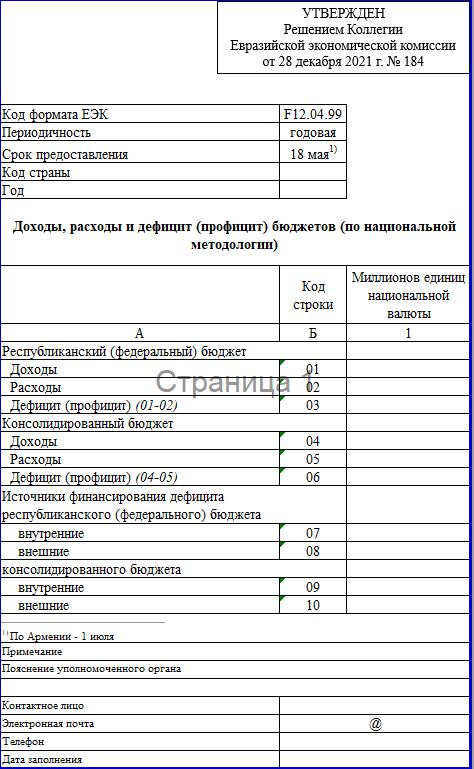 УТВЕРЖДЕН
Решением Коллегии
Евразийской экономической комиссии
от 28 декабря 2021 г. № 184
Код формата ЕЭК F12.04.99
Периодичность годовая
Срок предоставления 18 мая1)
Код страны
Год
Доходы, расходы и дефицит (профицит) бюджетов (по национальной
методологии)
Код
строки
Миллионов единиц
национальной
валюты
А Б 1
Республиканский (федеральный) бюджет
Доходы 01
Расходы 02
Страница 1
Дефицит (профицит) (01-02) 03
Консолидированный бюджет
Доходы 04
Расходы 05
Дефицит (профицит) (04-05) 06
Источники финансирования дефицита
республиканского (федерального) бюджета
внутренние 07
внешние 08
консолидированного бюджета
внутренние 09
внешние 10
1) По Армении - 1 июля
Примечание
Пояснение уполномоченного органа
Контактное лицо
Электронная почта @
Телефон
Дата заполнения